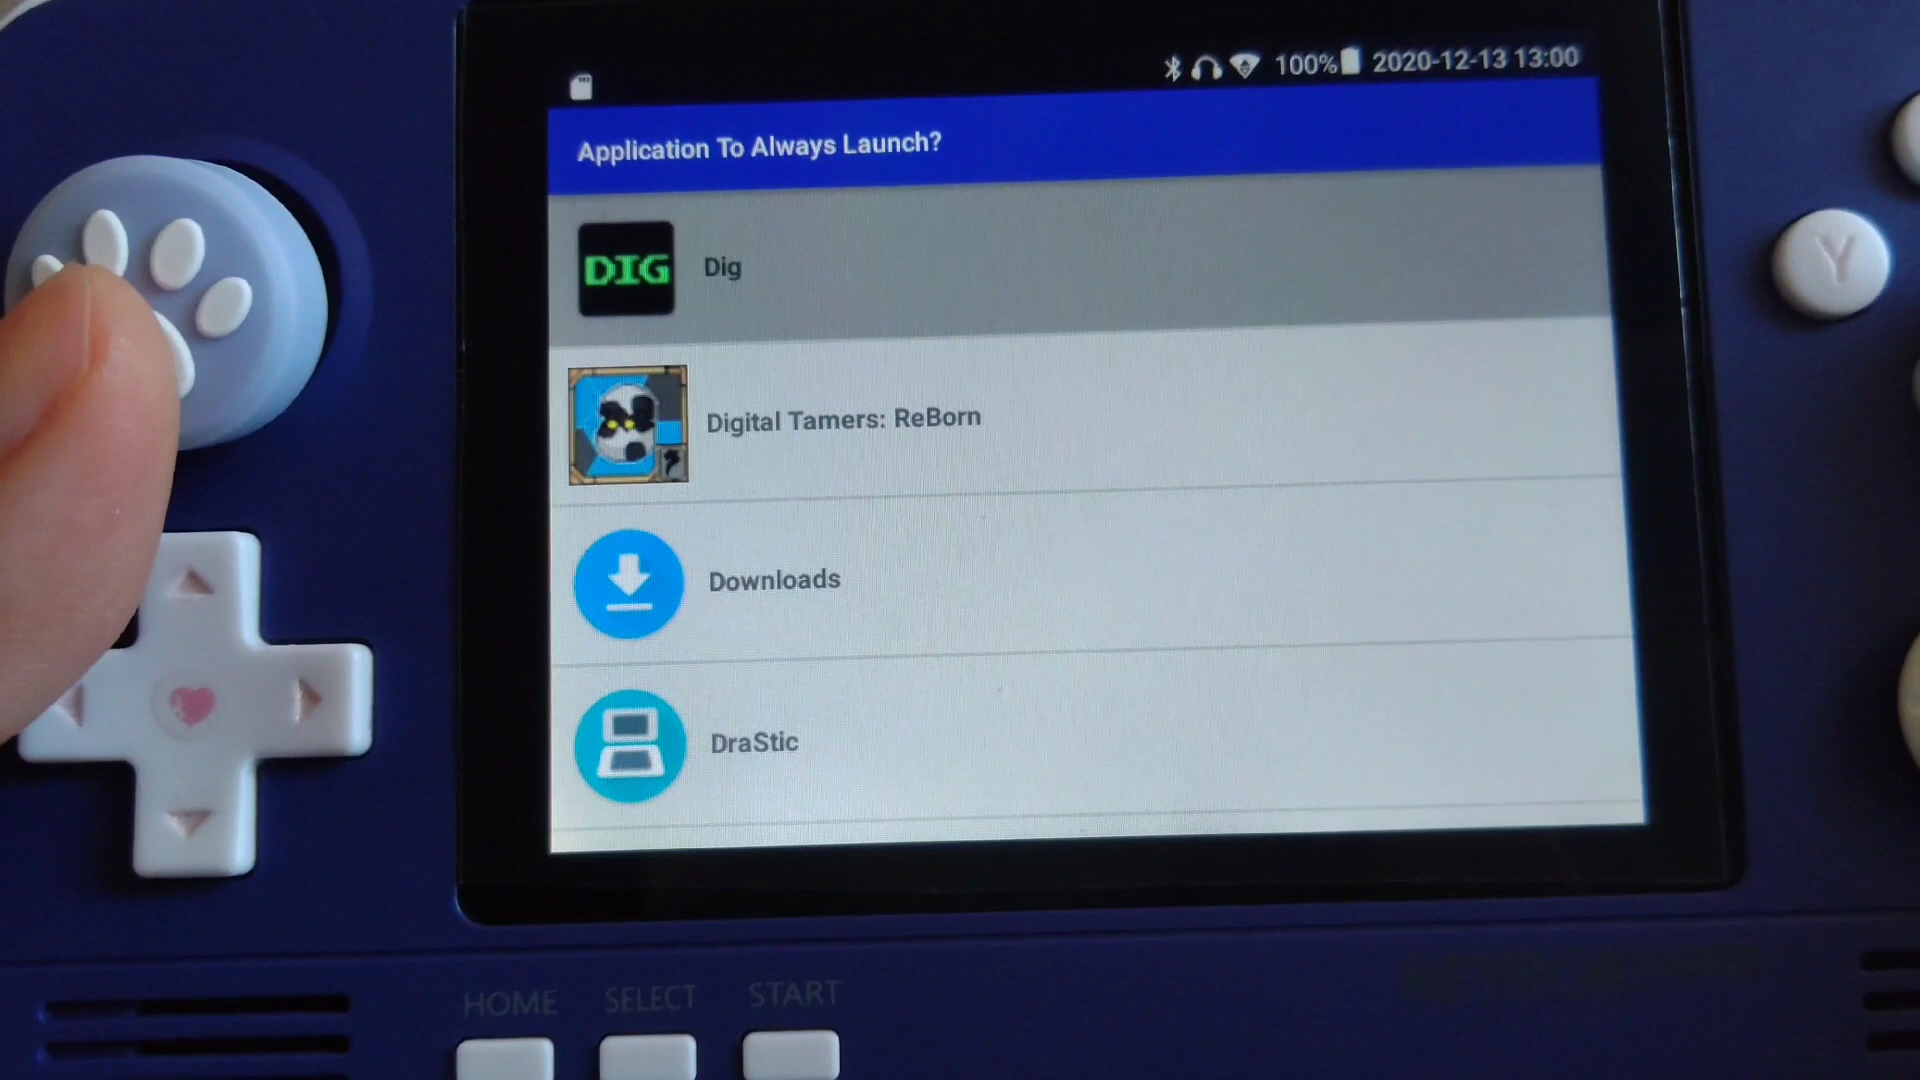 100% 2020-12-13 13:00
Application To Always Launch?
DIG Dig
Y
Digital Tamers: ReBorn
Downloads
DraStic
HOME SELECT START